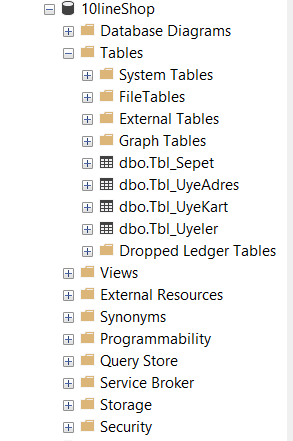 10lineShop
Database Diagrams
Tables
System Tables
FileTables
External Tables
Graph Tables
dbo.Tbl_Sepet
dbo.Tbl_UyeAdres
dbo.Tbl_UyeKart
dbo.Tbl_Uyeler
Dropped Ledger Tables
Views
External Resources
Synonyms
Programmability
Query Store
Service Broker
Storage
Security